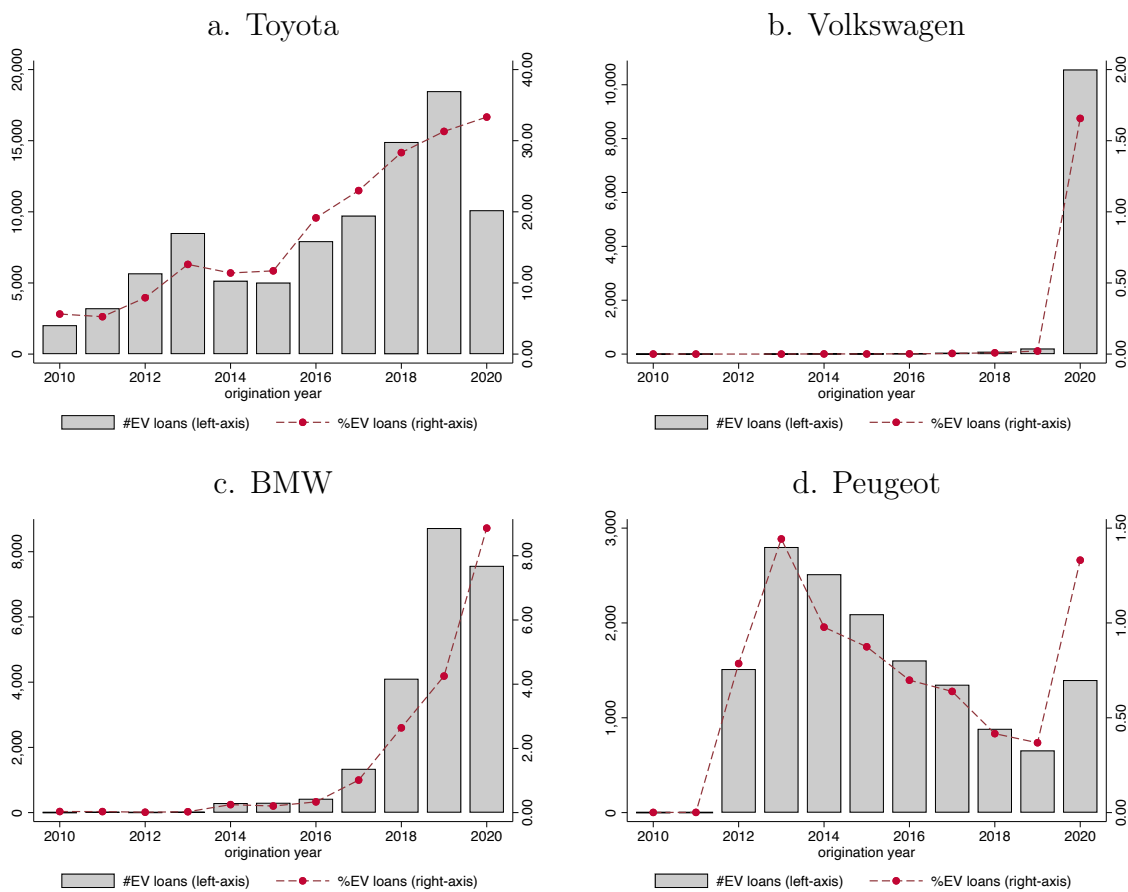 a. Toyota
20,000
15,000
10,000
5,000
0
40.00
30.00
20.00
10.00
0.00
2010 2012 2014 2016 2018 2020
origination year
#EV loans (left-axis) %EV loans (right-axis)
b. Volkswagen
10,000
8,000
6,000
4,000
2,000
0
2.00
1.50
1.00
0.50
0.00
2010 2012 2014 2016 2018 2020
origination year
#EV loans (left-axis) %EV loans (right-axis)
c. BMW
8,000
6,000
4,000
2,000
0
8.00
6.00
4.00
2.00
0.00
2010 2012 2014 2016 2018 2020
origination year
#EV loans (left-axis) %EV loans (right-axis)
d. Peugeot
3,000
2,000
1,000
0
1.50
1.00
0.50
0.00
2010 2012 2014 2016 2018 2020
origination year
#EV loans (left-axis) %EV loans (right-axis)